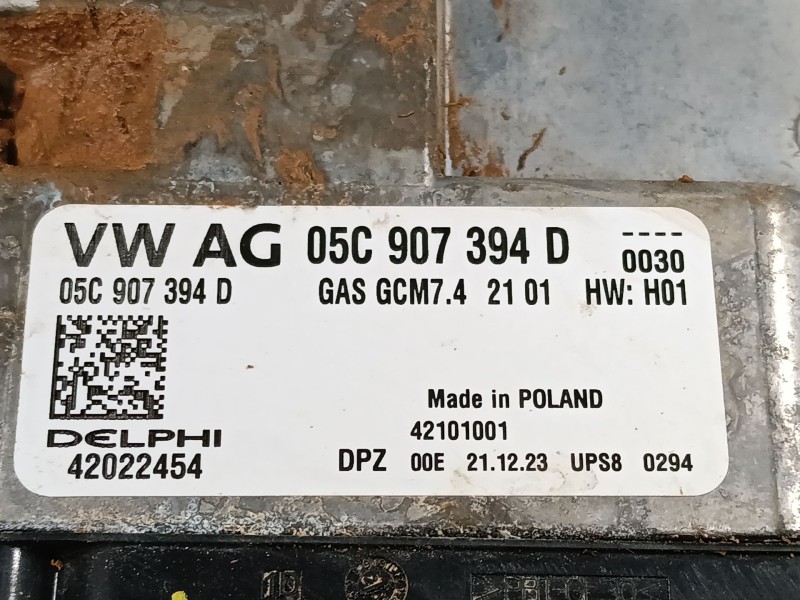 VW AG 05C 907 394 D ----
0030
05C 907 394 D GAS GCM7.4 21 01 HW: H01
Made in POLAND
DELPHI 42101001
42022454 DPZ 00E 21.12.23 UPS8 0294